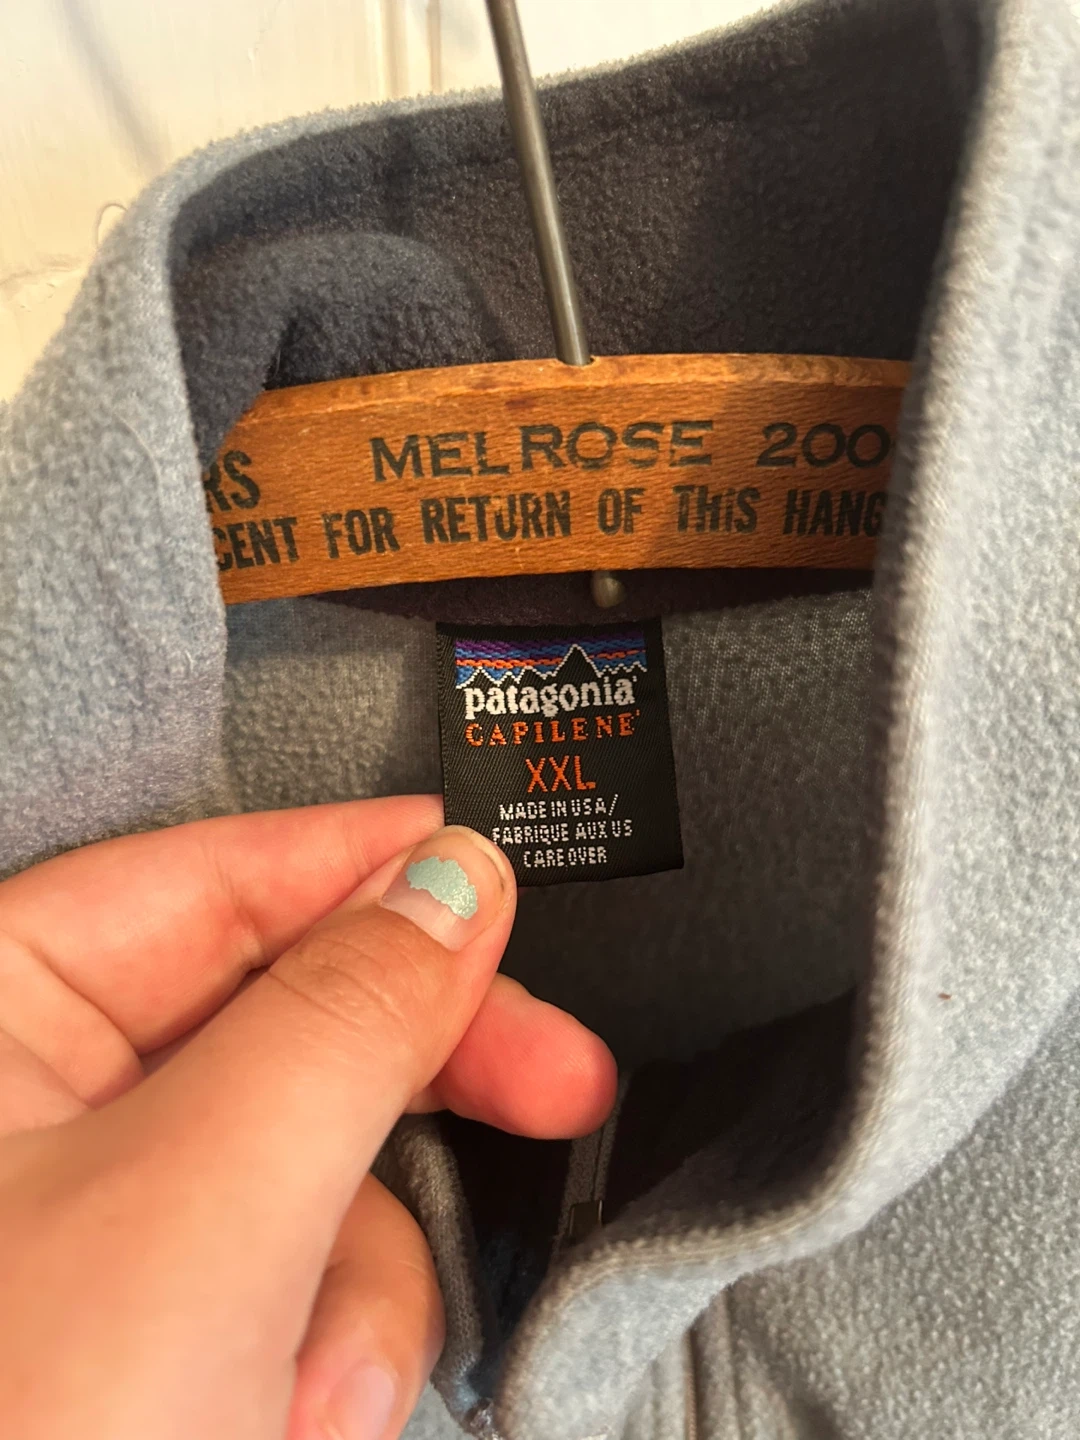 RS MELROSE 200
CENT FOR RETURN OF THIS HANG
patagonia
CAPILENE
XXL
MADE IN USA/
FABRIQUE AUX US
CARE OVER